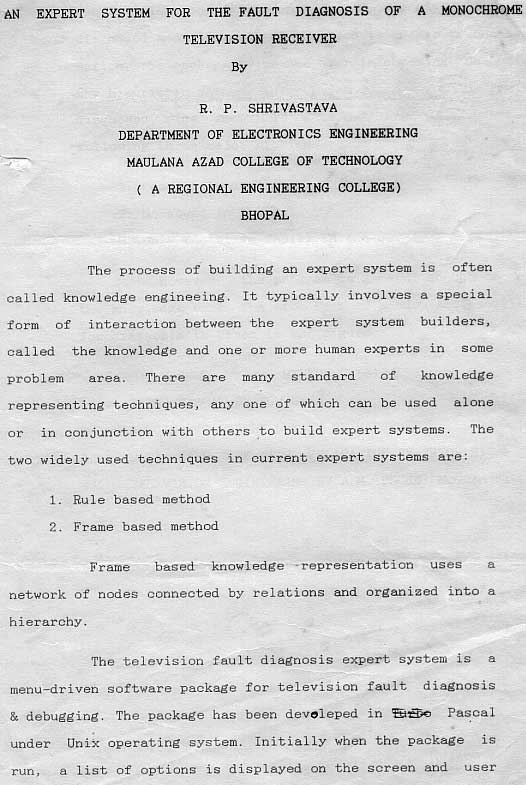 AN EXPERT SYSTEM FOR THE FAULT DIAGNOSIS OF A MONOCHROME
TELEVISION RECEIVER
By
R. P. SHRIVASTAVA
DEPARTMENT OF ELECTRONICS ENGINEERING
MAULANA AZAD COLLEGE OF TECHNOLOGY
( A REGIONAL ENGINEERING COLLEGE)
BHOPAL
The process of building an expert system is often
called knowledge engineeing. It typically involves a special
form of interaction between the expert system builders,
called the knowledge and one or more human experts in some
problem area. There are many standard of knowledge
representing techniques, any one of which can be used alone
or in conjunction with others to build expert systems. The
two widely used techniques in current expert systems are:
1. Rule based method
2. Frame based method
Frame based knowledge representation uses a
network of nodes connected by relations and organized into a
hierarchy.
The television fault diagnosis expert system is a
menu-driven software package for television fault diagnosis
& debugging. The package has been developed in Pascal
under Unix operating system. Initially when the package is
run, a list of options is displayed on the screen and user